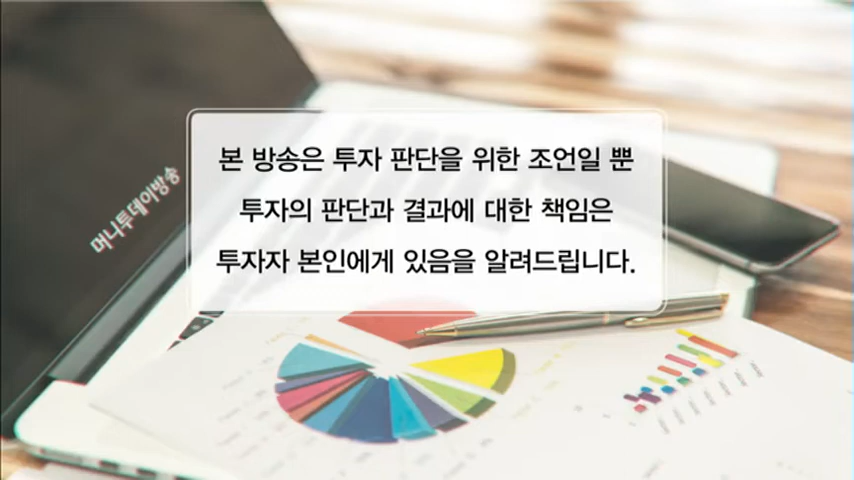 본 방송은 투자 판단을 위한 조언일 뿐
투자의 판단과 결과에 대한 책임은
투자자 본인에게 있음을 알려드립니다.
머니투데이방송